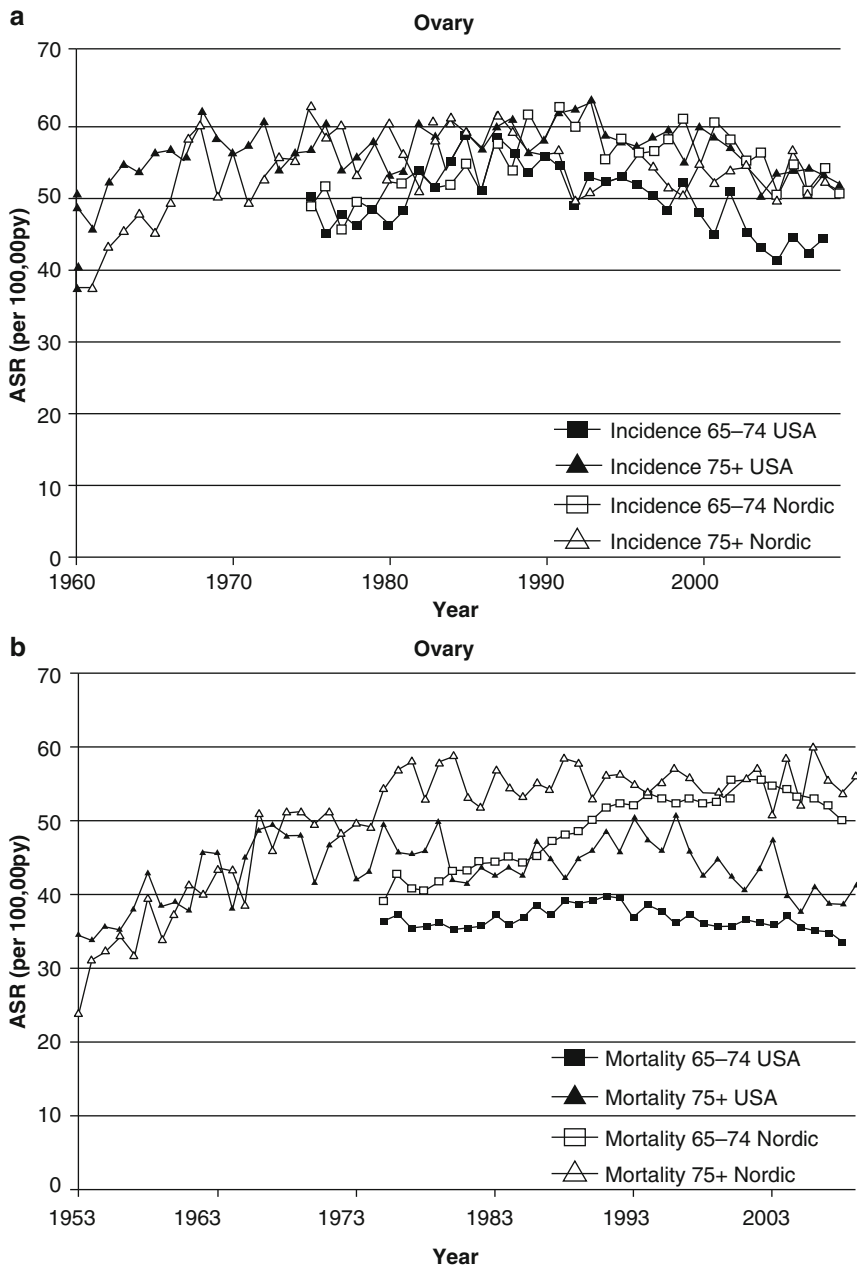 a
Ovary
70
60
50
40
30
20
10
0
ASR (per 100,00py)
1960 1970 1980 1990 2000
Year
Incidence 65–74 USA
Incidence 75+ USA
Incidence 65–74 Nordic
Incidence 75+ Nordic
b
Ovary
70
60
50
40
30
20
10
0
ASR (per 100,00py)
1953 1963 1973 1983 1993 2003
Year
Mortality 65–74 USA
Mortality 75+ USA
Mortality 65–74 Nordic
Mortality 75+ Nordic